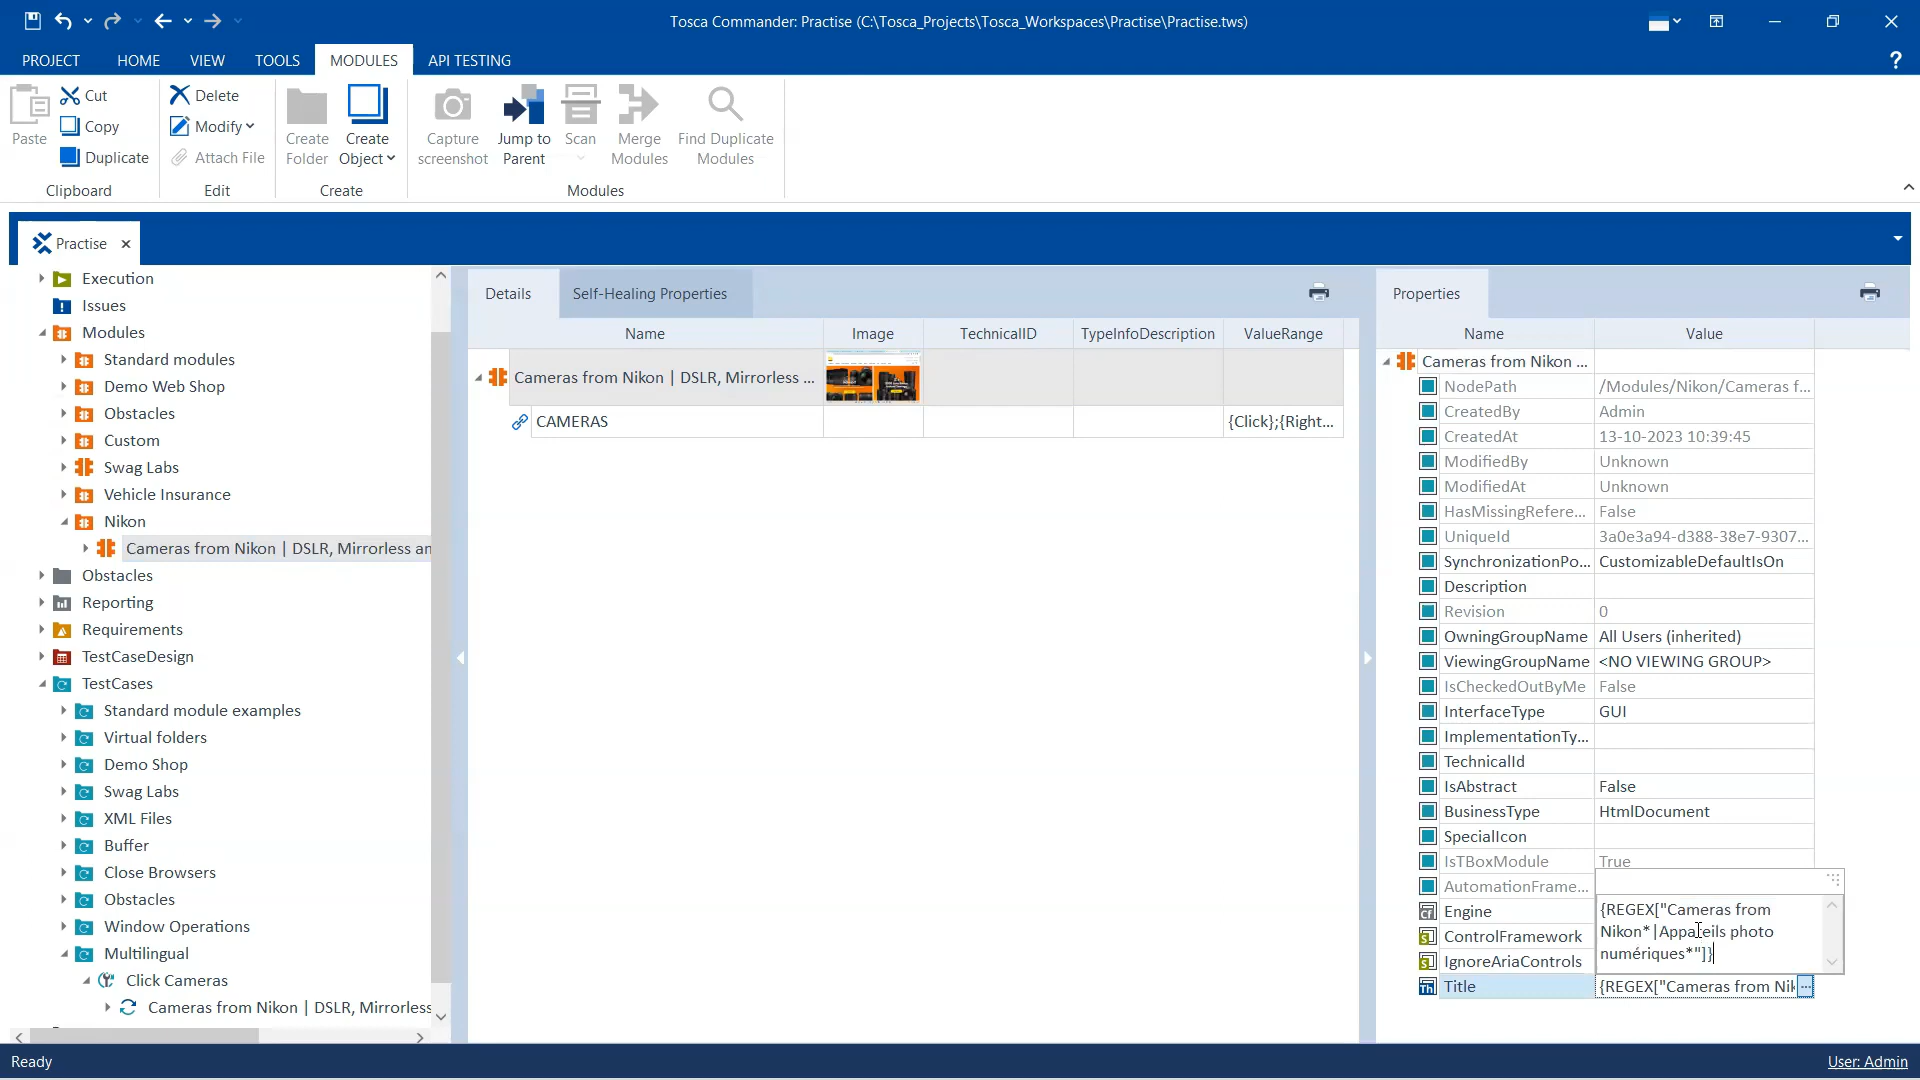 Tosca Commander: Practise (C:\Tosca_Projects\Tosca_Workspaces\Practise\Practise.tws)
PROJECT HOME VIEW TOOLS MODULES API TESTING ?
Paste
Cut
Copy
Duplicate
Clipboard
Delete
Modify
Attach File
Edit
Create Folder
Create Object
Create
Capture screenshot
Jump to Parent
Scan
Merge Modules
Find Duplicate Modules
Modules
Practise
Execution
Issues
Modules
Standard modules
Demo Web Shop
Obstacles
Custom
Swag Labs
Vehicle Insurance
Nikon
Cameras from Nikon | DSLR, Mirrorless an
Obstacles
Reporting
Requirements
TestCaseDesign
TestCases
Standard module examples
Virtual folders
Demo Shop
Swag Labs
XML Files
Buffer
Close Browsers
Obstacles
Window Operations
Multilingual
Click Cameras
Cameras from Nikon | DSLR, Mirrorless
Details Self-Healing Properties
Name Image TechnicalID TypeInfoDescription ValueRange
Cameras from Nikon | DSLR, Mirrorless ...
CAMERAS {Click};{Right...
Properties
Name Value
Cameras from Nikon ...
NodePath /Modules/Nikon/Cameras f...
CreatedBy Admin
CreatedAt 13-10-2023 10:39:45
ModifiedBy Unknown
ModifiedAt Unknown
HasMissingRefere... False
UniqueId 3a0e3a94-d388-38e7-9307...
SynchronizationPo... CustomizableDefaultIsOn
Description
Revision 0
OwningGroupName All Users (inherited)
ViewingGroupName <NO VIEWING GROUP>
IsCheckedOutByMe False
InterfaceType GUI
ImplementationTy...
TechnicalId
IsAbstract False
BusinessType HtmlDocument
SpecialIcon
IsTBoxModule True
AutomationFrame...
Engine
ControlFramework
IgnoreAriaControls
{REGEX["Cameras from
Nikon*|Appareils photo
numériques*"]}
Title {REGEX["Cameras from Nik ...
Ready
User: Admin